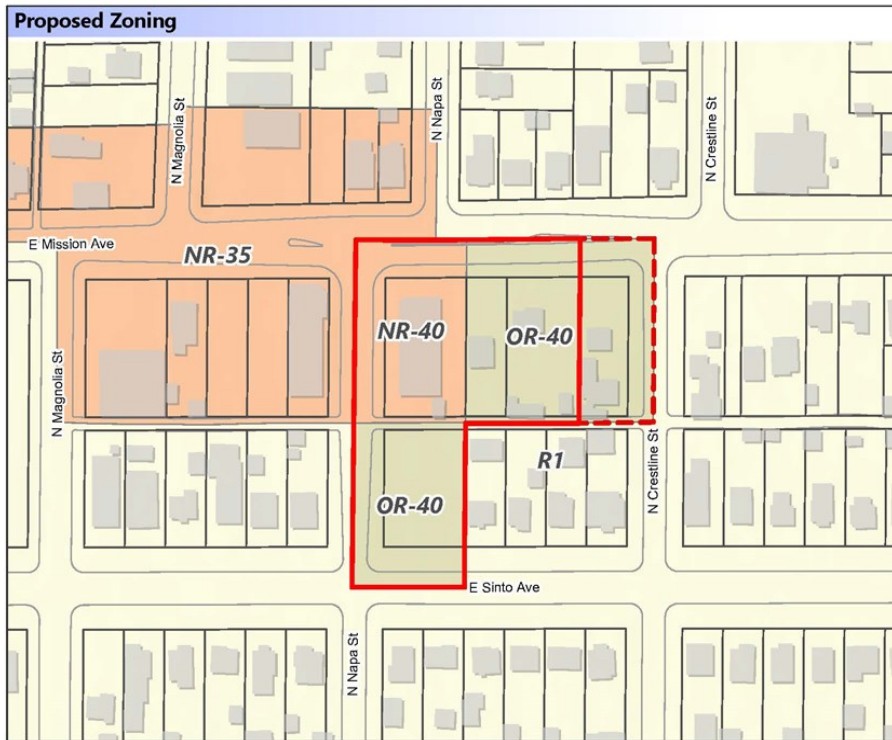 Proposed Zoning
N Magnolia St
N Napa St
N Crestline St
E Mission Ave
NR-35
NR-40
OR-40
N Magnolia St
R1
N Crestline St
OR-40
E Sinto Ave
N Napa St